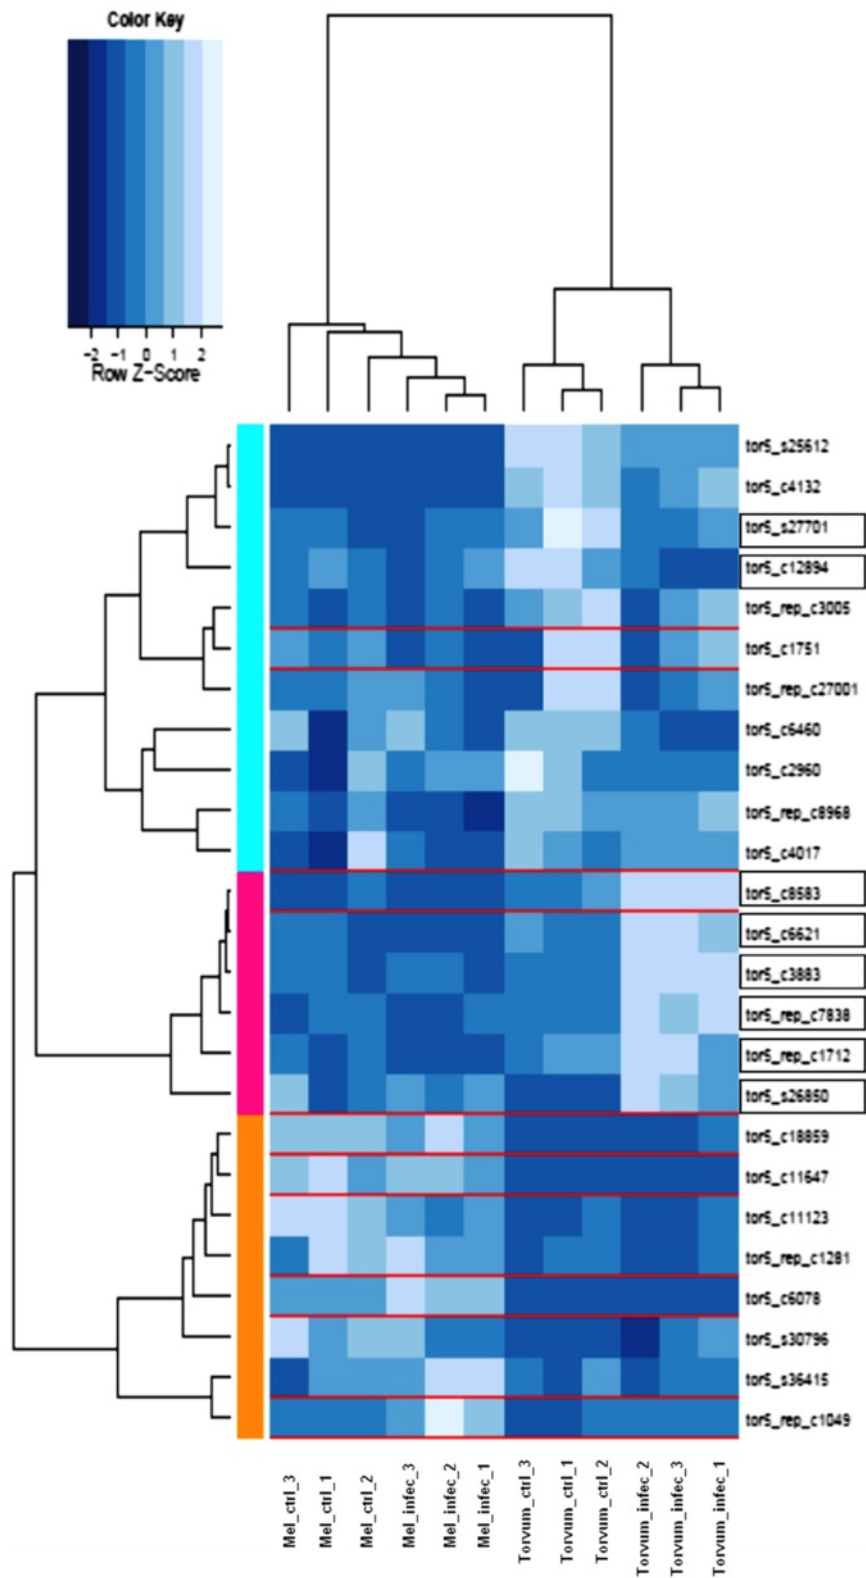 Color Key
-2 -1 0 1 2
Row Z-Score
tor5_s25612
tor5_c4132
tor5_s27701
tor5_c12894
tor5_rep_c3005
tor5_c1751
tor5_rep_c27001
tor5_c6460
tor5_c2960
tor5_rep_c8968
tor5_c4017
tor5_c8583
tor5_c6621
tor5_c3883
tor5_rep_c7838
tor5_rep_c1712
tor5_s26850
tor5_c18859
tor5_c11647
tor5_c11123
tor5_rep_c1281
tor5_c6078
tor5_s30796
tor5_s36415
tor5_rep_c1049
Mel_ctrl_3
Mel_ctrl_1
Mel_ctrl_2
Mel_infec_3
Mel_infec_2
Mel_infec_1
Torvum_ctrl_3
Torvum_ctrl_1
Torvum_ctrl_2
Torvum_infec_2
Torvum_infec_3
Torvum_infec_1